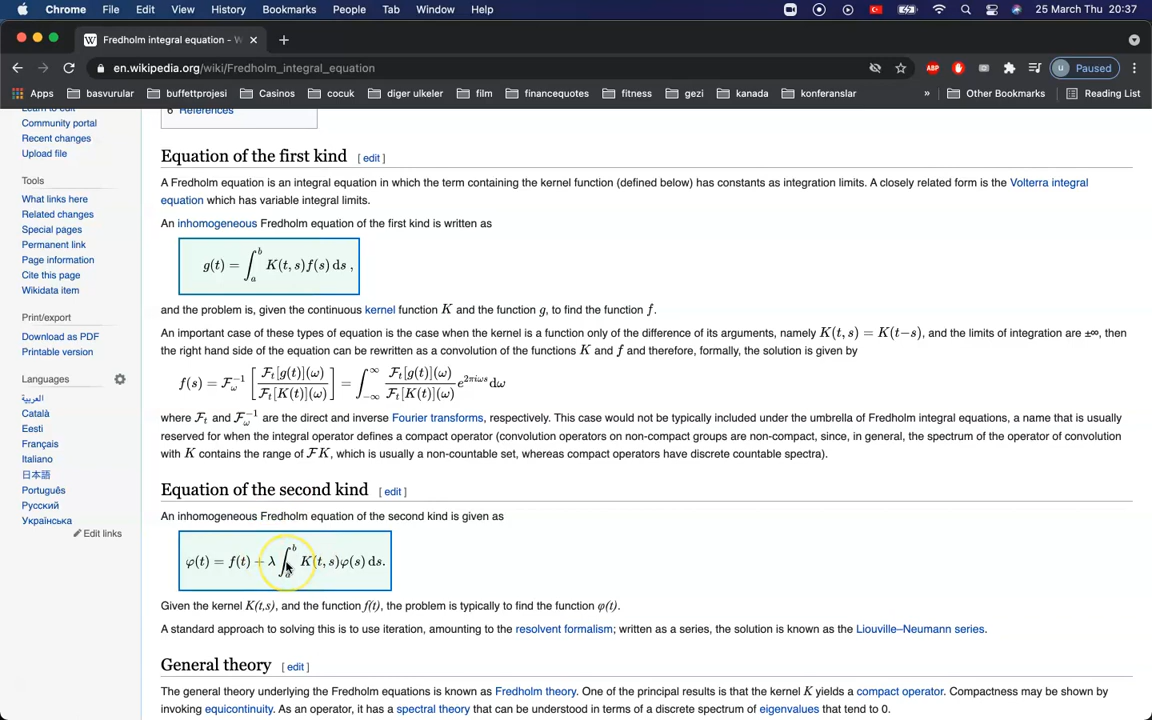 Chrome File Edit View History Bookmarks People Tab Window Help 25 March Thu 20:37
W Fredholm integral equation - W
en.wikipedia.org/wiki/Fredholm_integral_equation ABP u Paused
Apps basvurular buffettprojesi Casinos cocuk diger ulkeler film financequotes fitness gezi kanada konferanslar » Other Bookmarks Reading List
Learn to edit
Community portal
Recent changes
Upload file
Tools
What links here
Related changes
Special pages
Permanent link
Page information
Cite this page
Wikidata item
Print/export
Download as PDF
Printable version
Languages
العربية
Català
Eesti
Français
Italiano
日本語
Português
Русский
Українська
Edit links
6 References
Equation of the first kind [ edit ]
A Fredholm equation is an integral equation in which the term containing the kernel function (defined below) has constants as integration limits. A closely related form is the Volterra integral
equation which has variable integral limits.
An inhomogeneous Fredholm equation of the first kind is written as
g(t) = ∫_a^b K(t, s)f(s) ds ,
and the problem is, given the continuous kernel function K and the function g, to find the function f.
An important case of these types of equation is the case when the kernel is a function only of the difference of its arguments, namely K(t, s) = K(t−s), and the limits of integration are ±∞, then
the right hand side of the equation can be rewritten as a convolution of the functions K and f and therefore, formally, the solution is given by
f(s) = F_ω^−1 [ F_t[g(t)](ω) / F_t[K(t)](ω) ] = ∫_−∞^∞ F_t[g(t)](ω) / F_t[K(t)](ω) e^2πiωs dω
where F_t and F_ω^−1 are the direct and inverse Fourier transforms, respectively. This case would not be typically included under the umbrella of Fredholm integral equations, a name that is usually
reserved for when the integral operator defines a compact operator (convolution operators on non-compact groups are non-compact, since, in general, the spectrum of the operator of convolution
with K contains the range of FK, which is usually a non-countable set, whereas compact operators have discrete countable spectra).
Equation of the second kind [ edit ]
An inhomogeneous Fredholm equation of the second kind is given as
φ(t) = f(t) + λ ∫_a^b K(t, s)φ(s) ds.
Given the kernel K(t,s), and the function f(t), the problem is typically to find the function φ(t).
A standard approach to solving this is to use iteration, amounting to the resolvent formalism; written as a series, the solution is known as the Liouville–Neumann series.
General theory [ edit ]
The general theory underlying the Fredholm equations is known as Fredholm theory. One of the principal results is that the kernel K yields a compact operator. Compactness may be shown by
invoking equicontinuity. As an operator, it has a spectral theory that can be understood in terms of a discrete spectrum of eigenvalues that tend to 0.